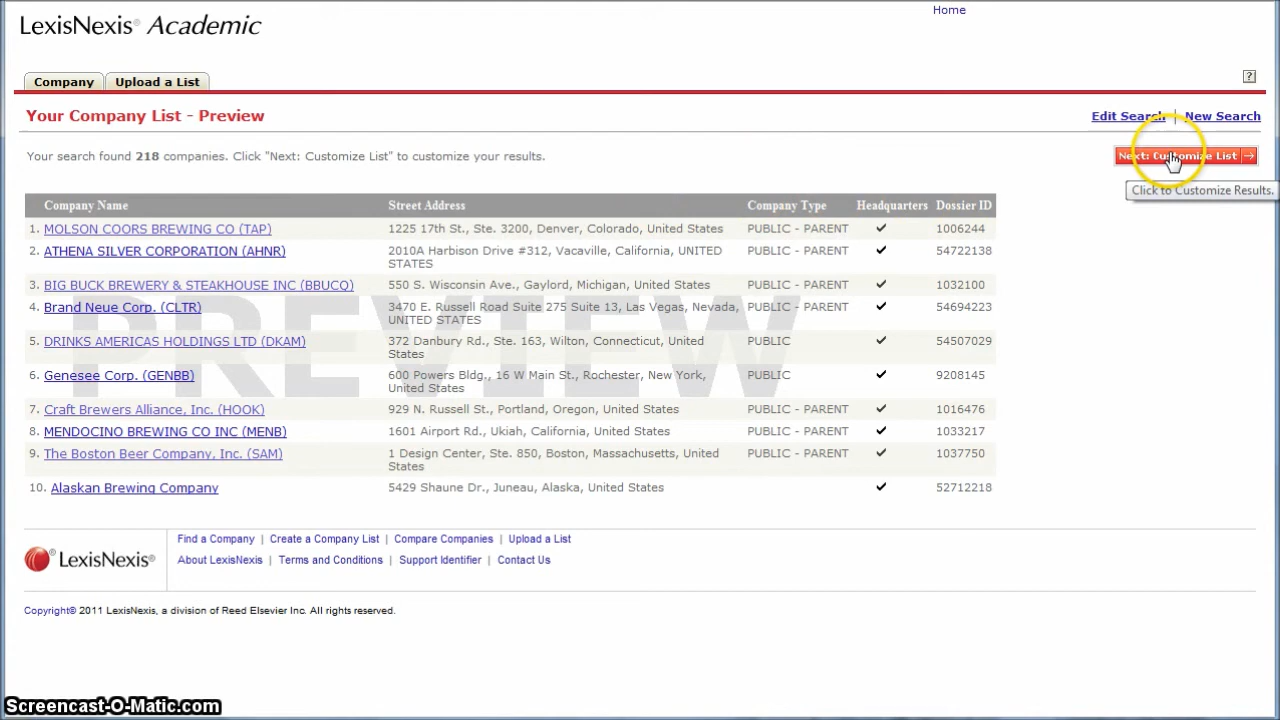 LexisNexis® Academic
Home
Company
Upload a List
?
Your Company List - Preview
Edit Search | New Search
Your search found 218 companies. Click "Next: Customize List" to customize your results.
Next: Customize List
Click to Customize Results.
Company Name Street Address Company Type Headquarters Dossier ID
1. MOLSON COORS BREWING CO (TAP) 1225 17th St., Ste. 3200, Denver, Colorado, United States PUBLIC - PARENT ✓ 1006244
2. ATHENA SILVER CORPORATION (AHNR) 2010A Harbison Drive #312, Vacaville, California, UNITED PUBLIC - PARENT ✓ 54722138
STATES
3. BIG BUCK BREWERY & STEAKHOUSE INC (BBUCQ) 550 S. Wisconsin Ave., Gaylord, Michigan, United States PUBLIC - PARENT ✓ 1032100
4. Brand Neue Corp. (CLTR) 3470 E. Russell Road Suite 275 Suite 13, Las Vegas, Nevada, PUBLIC - PARENT ✓ 54694223
UNITED STATES
PREVIEW
5. DRINKS AMERICAS HOLDINGS LTD (DKAM) 372 Danbury Rd., Ste. 163, Wilton, Connecticut, United PUBLIC ✓ 54507029
States
6. Genesee Corp. (GENBB) 600 Powers Bldg., 16 W Main St., Rochester, New York, PUBLIC ✓ 9208145
United States
7. Craft Brewers Alliance, Inc. (HOOK) 929 N. Russell St., Portland, Oregon, United States PUBLIC - PARENT ✓ 1016476
8. MENDOCINO BREWING CO INC (MENB) 1601 Airport Rd., Ukiah, California, United States PUBLIC - PARENT ✓ 1033217
9. The Boston Beer Company, Inc. (SAM) 1 Design Center, Ste. 850, Boston, Massachusetts, United PUBLIC - PARENT ✓ 1037750
States
10. Alaskan Brewing Company 5429 Shaune Dr., Juneau, Alaska, United States ✓ 52712218
LexisNexis®
Find a Company | Create a Company List | Compare Companies | Upload a List
About LexisNexis | Terms and Conditions | Support Identifier | Contact Us
Copyright© 2011 LexisNexis, a division of Reed Elsevier Inc. All rights reserved.
Screencast-O-Matic.com